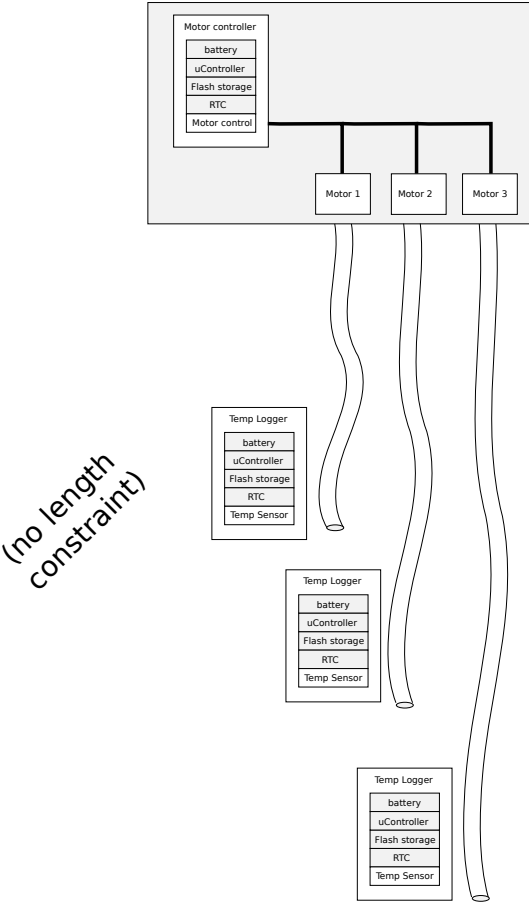 Motor controller
battery
uController
Flash storage
RTC
Motor control
Motor 1
Motor 2
Motor 3
Temp Logger
battery
uController
Flash storage
RTC
Temp Sensor
(no length
constraint)
Temp Logger
battery
uController
Flash storage
RTC
Temp Sensor
Temp Logger
battery
uController
Flash storage
RTC
Temp Sensor